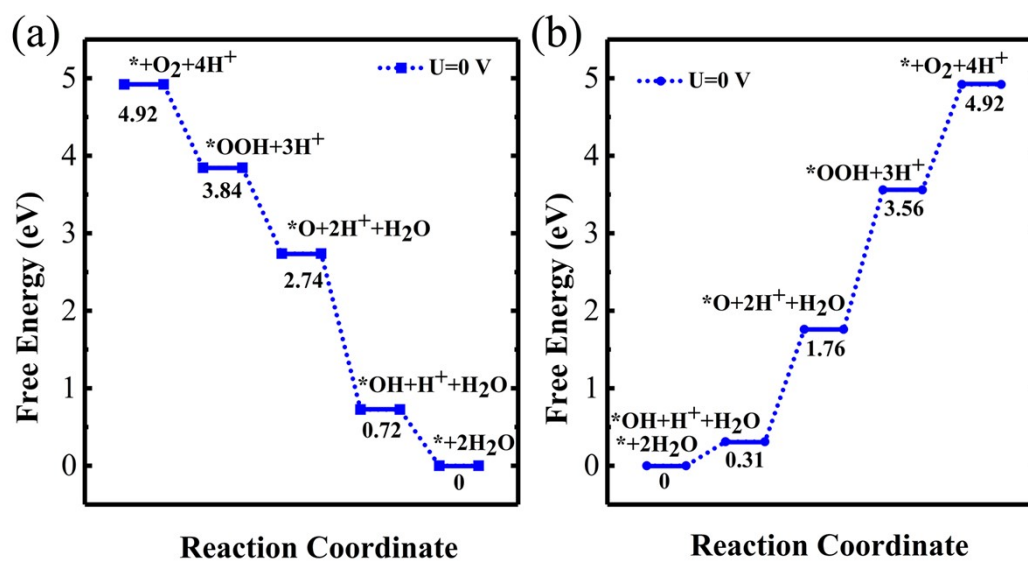 (a)
Free Energy (eV)
5
4
3
2
1
0
*+O₂+4H⁺
4.92
U=0 V
*OOH+3H⁺
3.84
*O+2H⁺+H₂O
2.74
*OH+H⁺+H₂O
0.72
*+2H₂O
0
Reaction Coordinate
(b)
Free Energy (eV)
5
4
3
2
1
0
U=0 V
*+O₂+4H⁺
4.92
*OOH+3H⁺
3.56
*O+2H⁺+H₂O
1.76
*OH+H⁺+H₂O
0.31
*+2H₂O
0
Reaction Coordinate